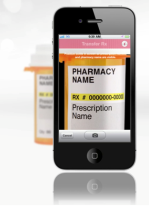 Transfer Rx
PHARMACY
NAME
RX # 0000000-0000
Prescription
Name